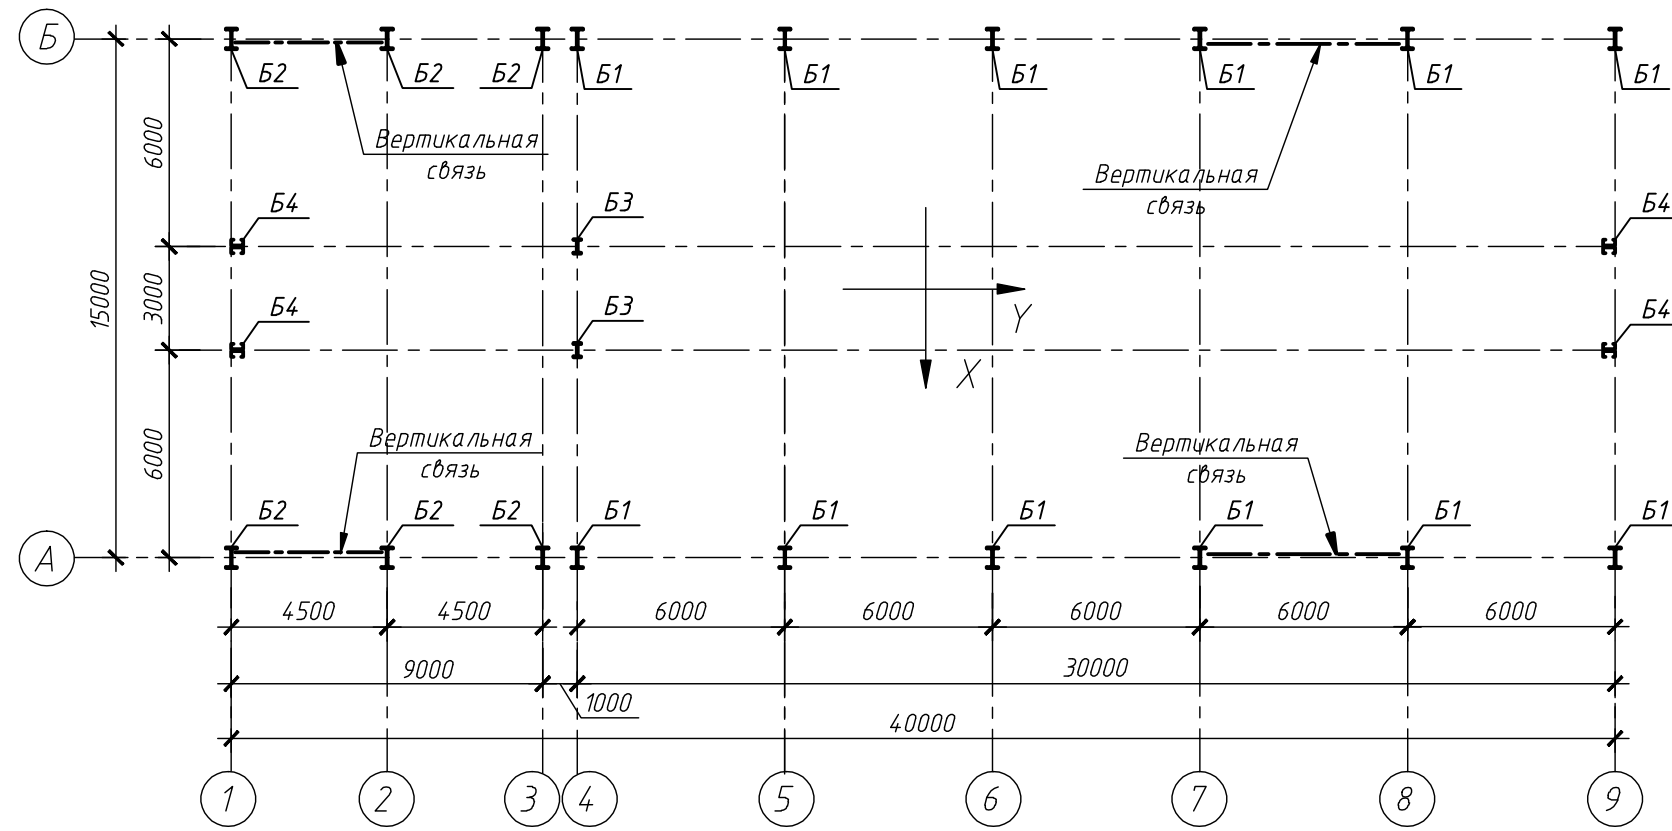 Б
Б2 Б2 Б2 Б1 Б1 Б1 Б1 Б1 Б1
6000
Вертикальная
связь
Вертикальная
связь
Б4 Б3 Б4
15000
3000
Б4 Б3 Б4
Y
X
6000
Вертикальная
связь
Вертикальная
связь
Б2 Б2 Б2 Б1 Б1 Б1 Б1 Б1 Б1
А
4500 4500 6000 6000 6000 6000 6000
9000 30000
1000
40000
1 2 3 4 5 6 7 8 9